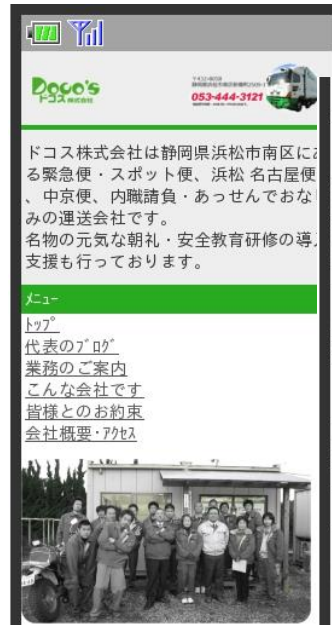 DOCO'S
ドコス株式会社
〒432-8058
053-444-3121
ドコス株式会社は静岡県浜松市南区に
る緊急便・スポット便、浜松 名古屋便
、中京便、内職請負・あっせんでおな
みの運送会社です。
名物の元気な朝礼・安全教育研修の導
支援も行っております。
メニュー
トップ
代表のブログ
業務のご案内
こんな会社です
皆様とのお約束
会社概要・アクセス